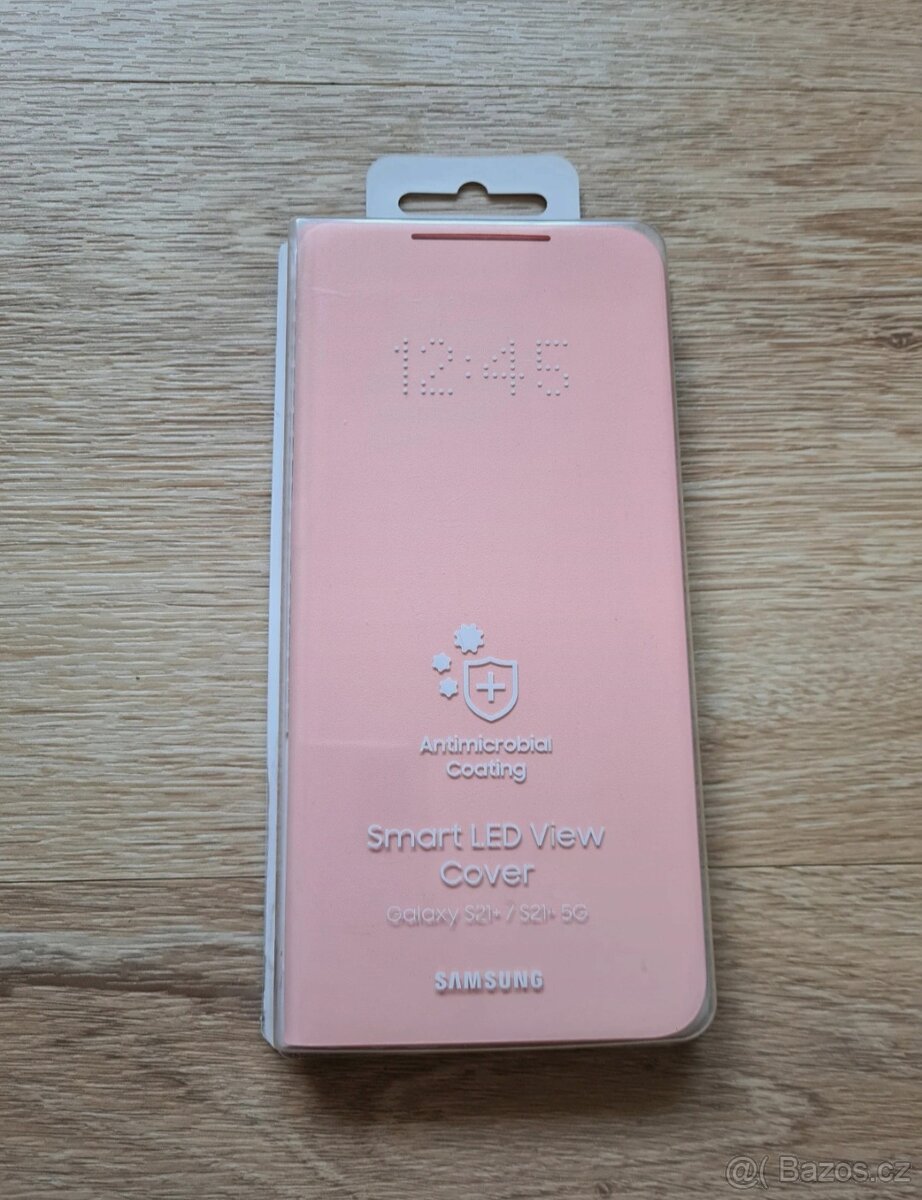 12:45
Antimicrobial
Coating
Smart LED View
Cover
Galaxy S21+ / S21+ 5G
SAMSUNG
@( Bazos.cz